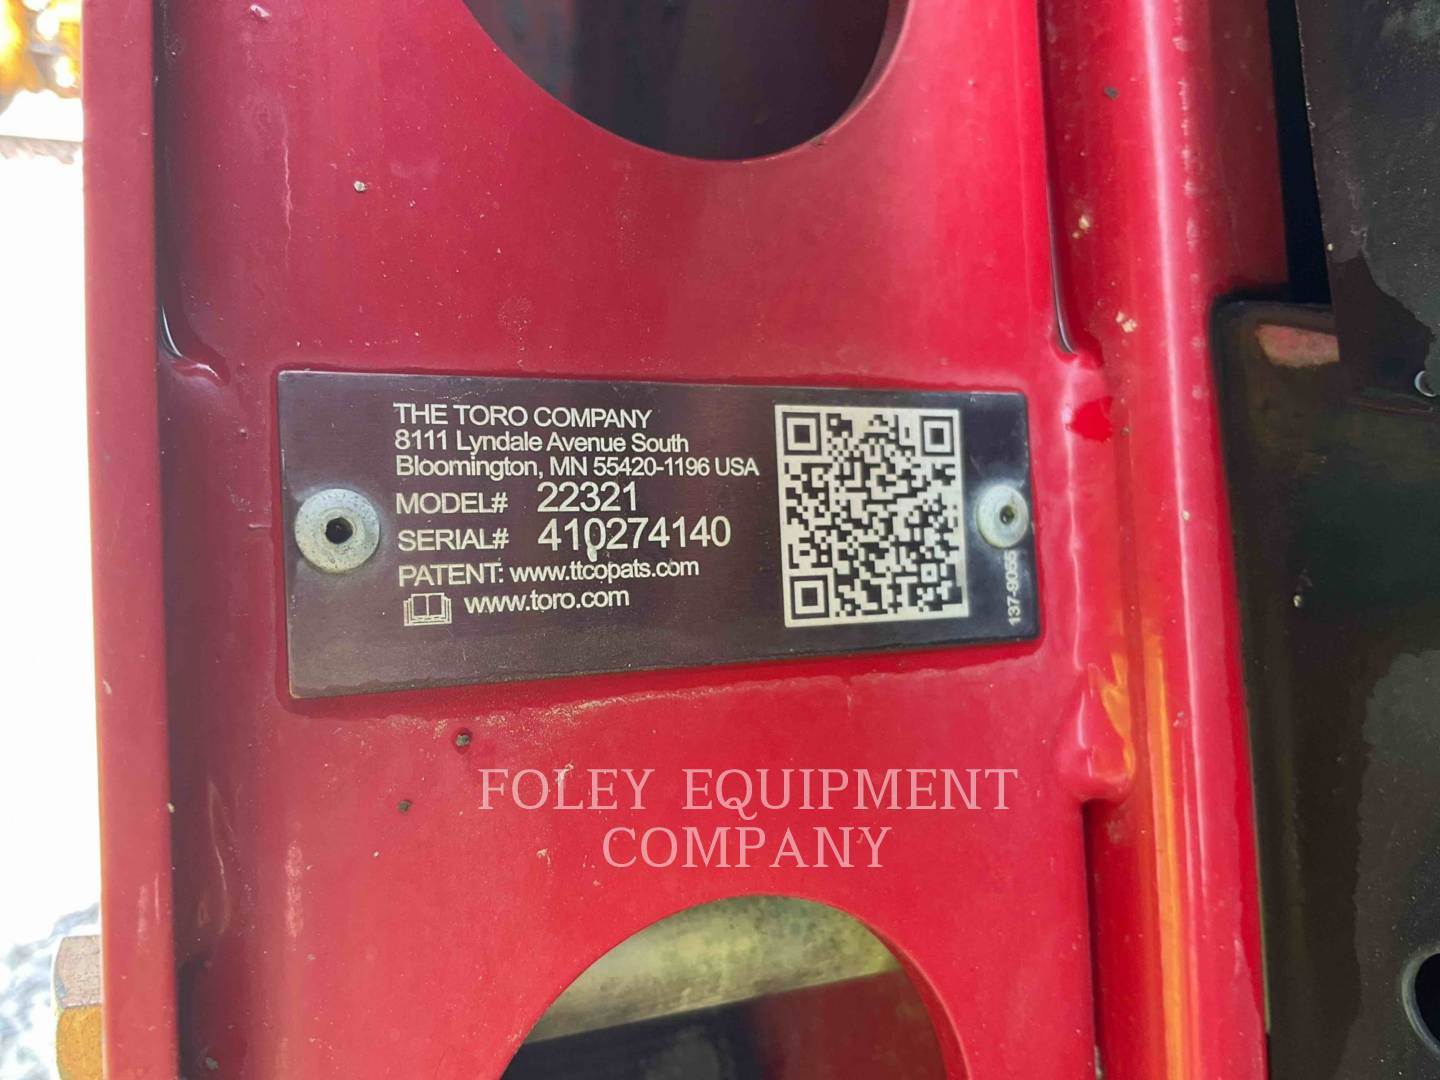 THE TORO COMPANY
8111 Lyndale Avenue South
Bloomington, MN 55420-1196 USA
MODEL# 22321
SERIAL# 410274140
PATENT: www.ttcopats.com
www.toro.com
137-9055
FOLEY EQUIPMENT
COMPANY